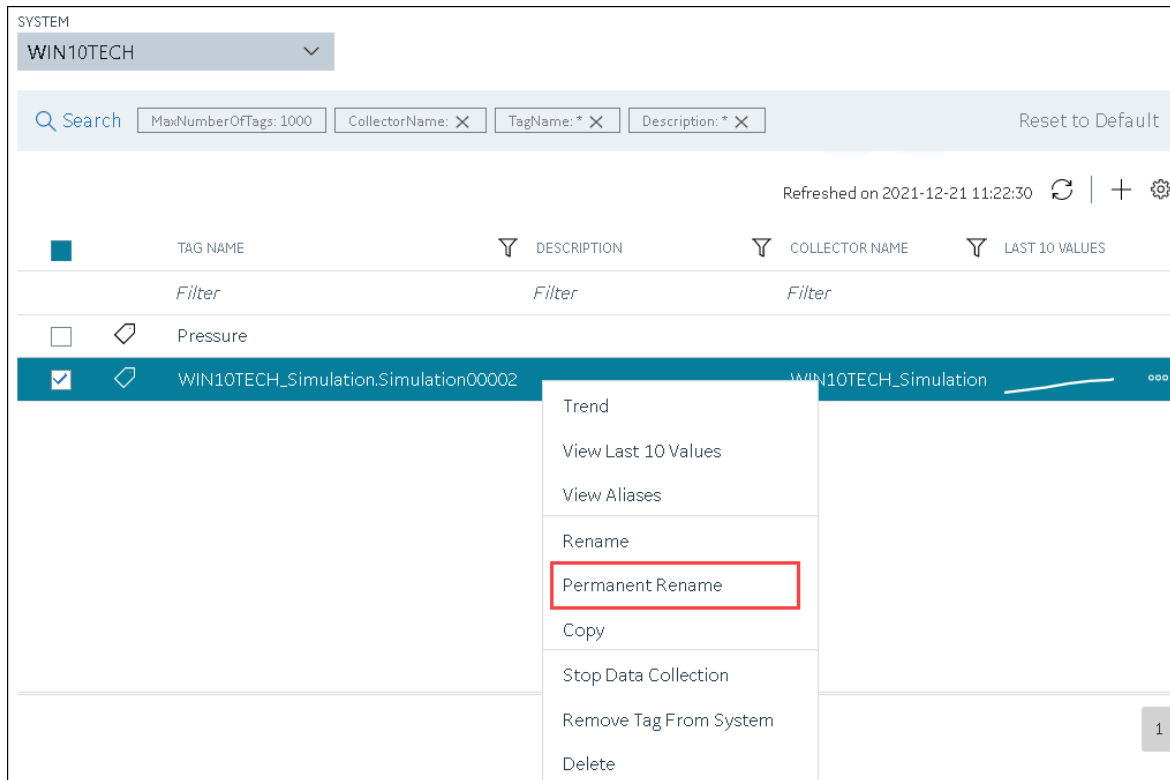 SYSTEM
WIN10TECH
Search MaxNumberOfTags: 1000 CollectorName: TagName: * Description: * Reset to Default
Refreshed on 2021-12-21 11:22:30
TAG NAME DESCRIPTION COLLECTOR NAME LAST 10 VALUES
Filter Filter Filter
Pressure
WIN10TECH_Simulation.Simulation00002 WIN10TECH_Simulation
Trend
View Last 10 Values
View Aliases
Rename
Permanent Rename
Copy
Stop Data Collection
Remove Tag From System
1
Delete